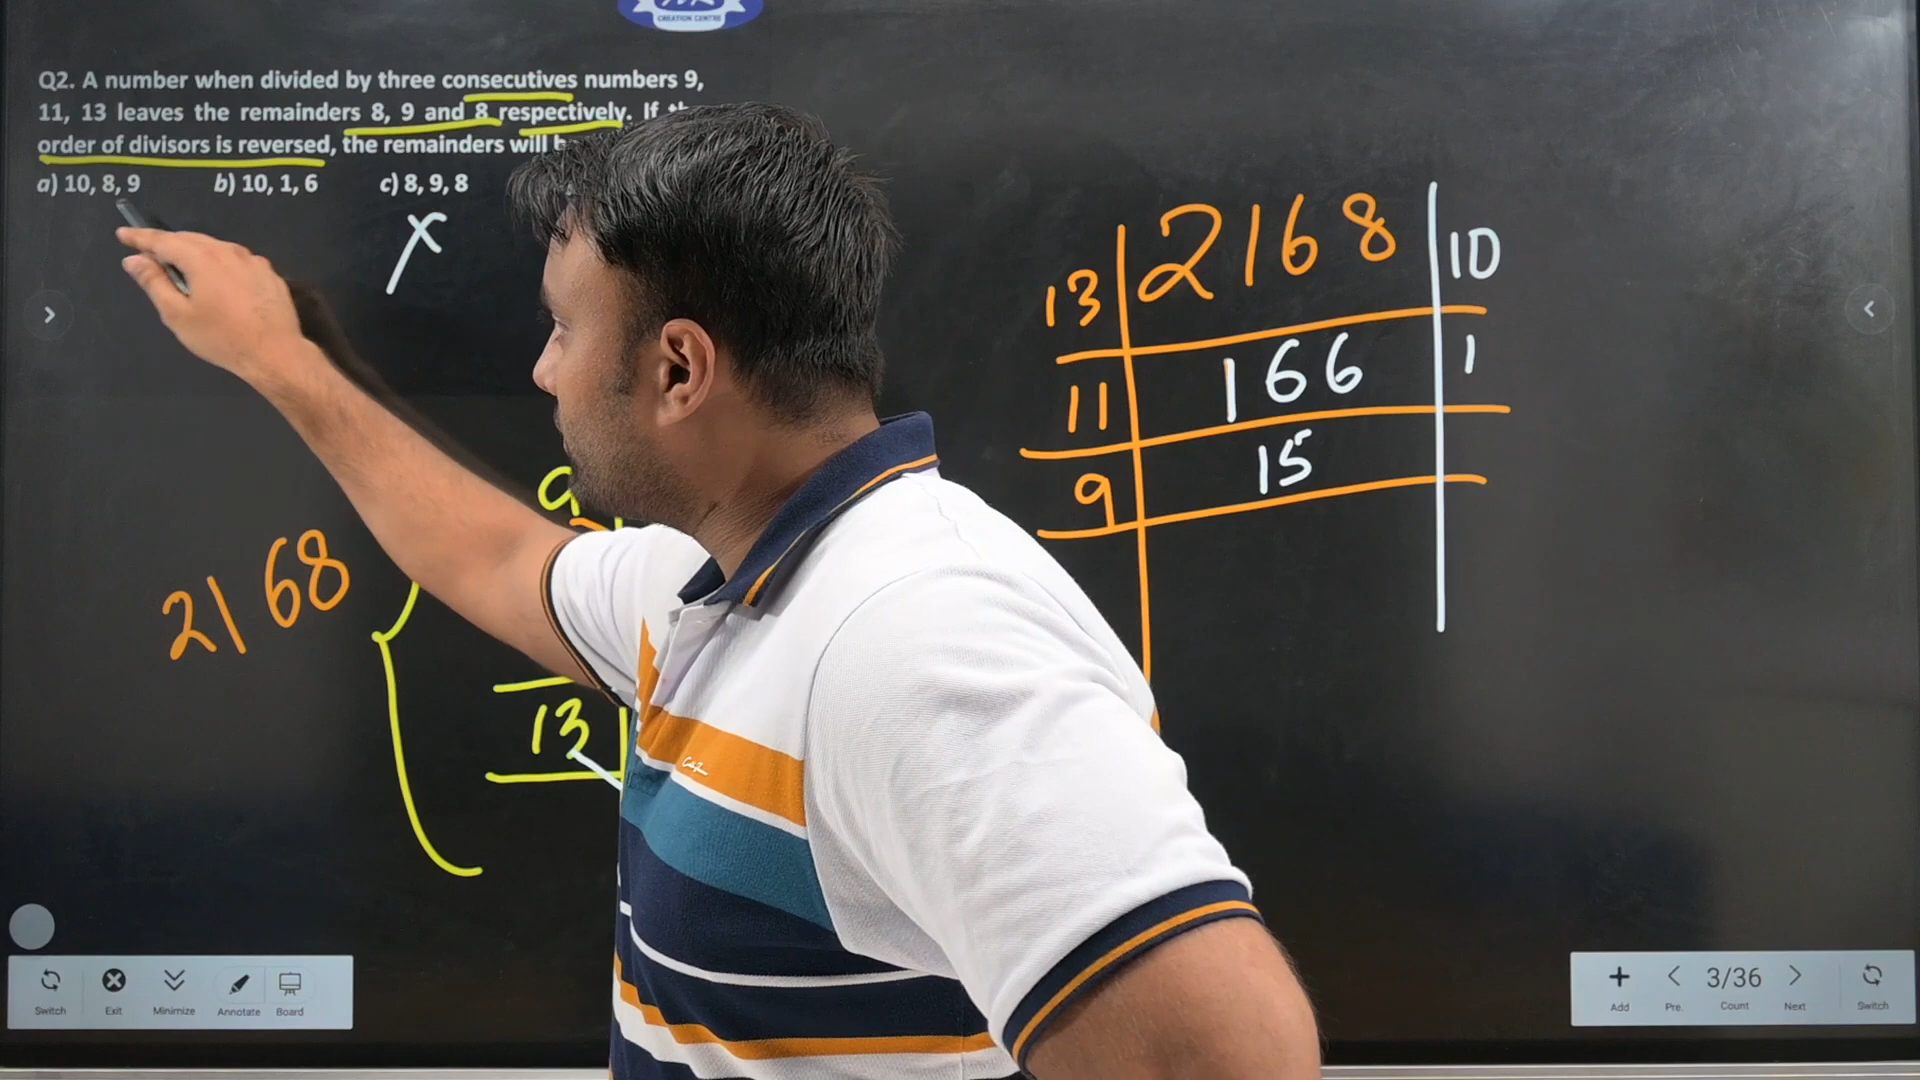 CREATION CENTRE
Q2. A number when divided by three consecutives numbers 9,
11, 13 leaves the remainders 8, 9 and 8 respectively. If
order of divisors is reversed, the remainders will
a) 10, 8, 9 b) 10, 1, 6 c) 8, 9, 8
x
13 2168 10
11 166 1
9 15
9
2168
13
Switch Exit Minimize Annotate Board
3/36
Add Pre. Count Next Switch